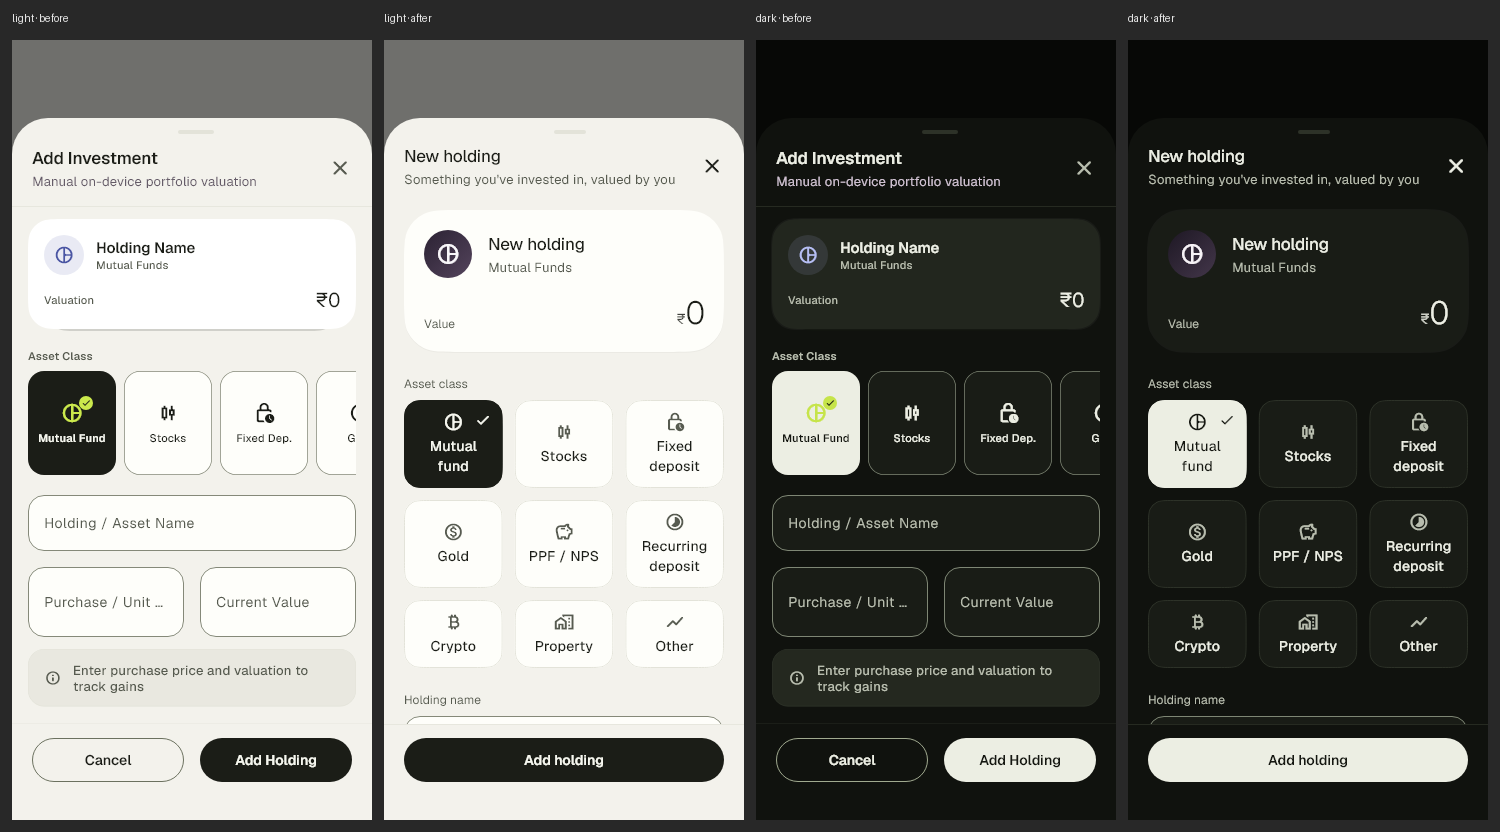 light·before
Add Investment
Manual on-device portfolio valuation
Holding Name
Mutual Funds
Valuation
₹0
Asset Class
Mutual Fund
Stocks
Fixed Dep.
G
Holding / Asset Name
Purchase / Unit ...
Current Value
Enter purchase price and valuation to
track gains
Cancel
Add Holding
light·after
New holding
Something you've invested in, valued by you
New holding
Mutual Funds
Value
₹0
Asset class
Mutual
fund
Stocks
Fixed
deposit
Gold
PPF / NPS
Recurring
deposit
Crypto
Property
Other
Holding name
Add holding
dark·before
Add Investment
Manual on-device portfolio valuation
Holding Name
Mutual Funds
Valuation
₹0
Asset Class
Mutual Fund
Stocks
Fixed Dep.
G
Holding / Asset Name
Purchase / Unit ...
Current Value
Enter purchase price and valuation to
track gains
Cancel
Add Holding
dark·after
New holding
Something you've invested in, valued by you
New holding
Mutual Funds
Value
₹0
Asset class
Mutual
fund
Stocks
Fixed
deposit
Gold
PPF / NPS
Recurring
deposit
Crypto
Property
Other
Holding name
Add holding